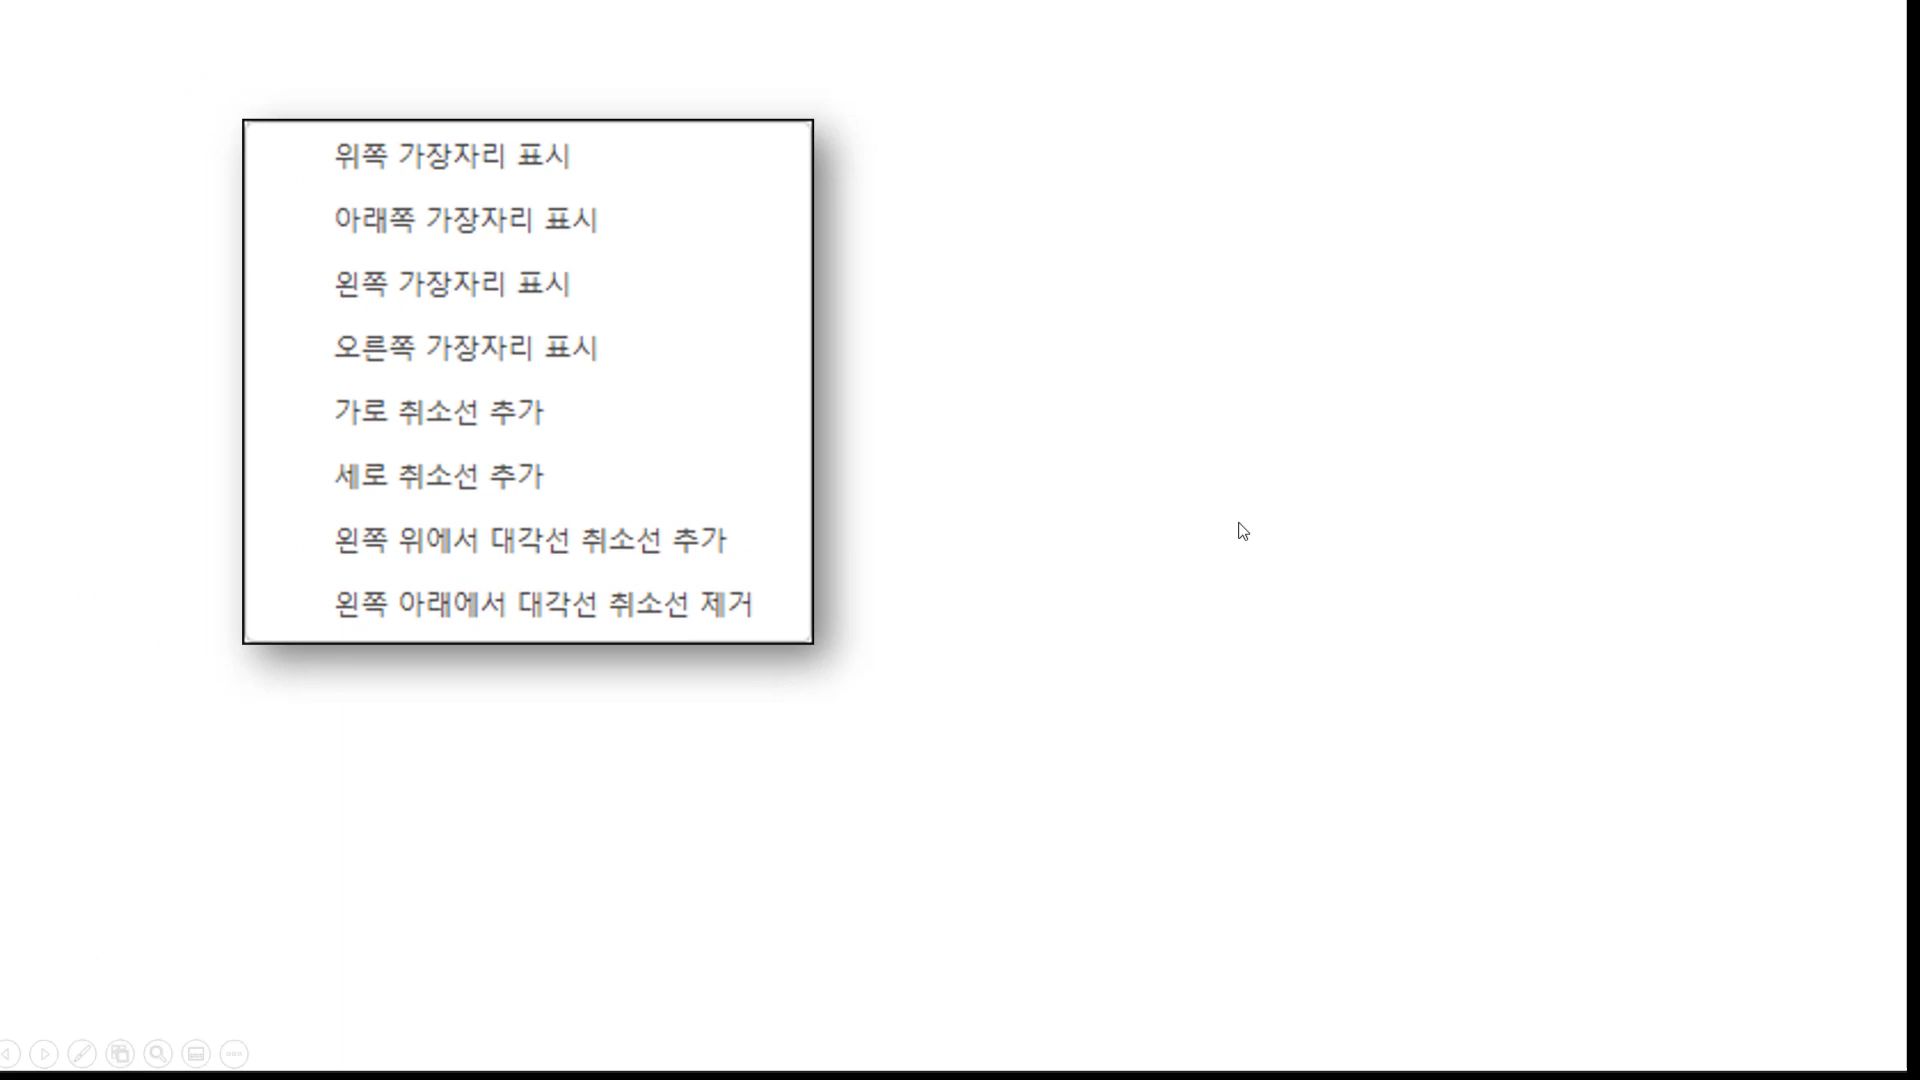 위쪽 가장자리 표시
아래쪽 가장자리 표시
왼쪽 가장자리 표시
오른쪽 가장자리 표시
가로 취소선 추가
세로 취소선 추가
왼쪽 위에서 대각선 취소선 추가
왼쪽 아래에서 대각선 취소선 제거